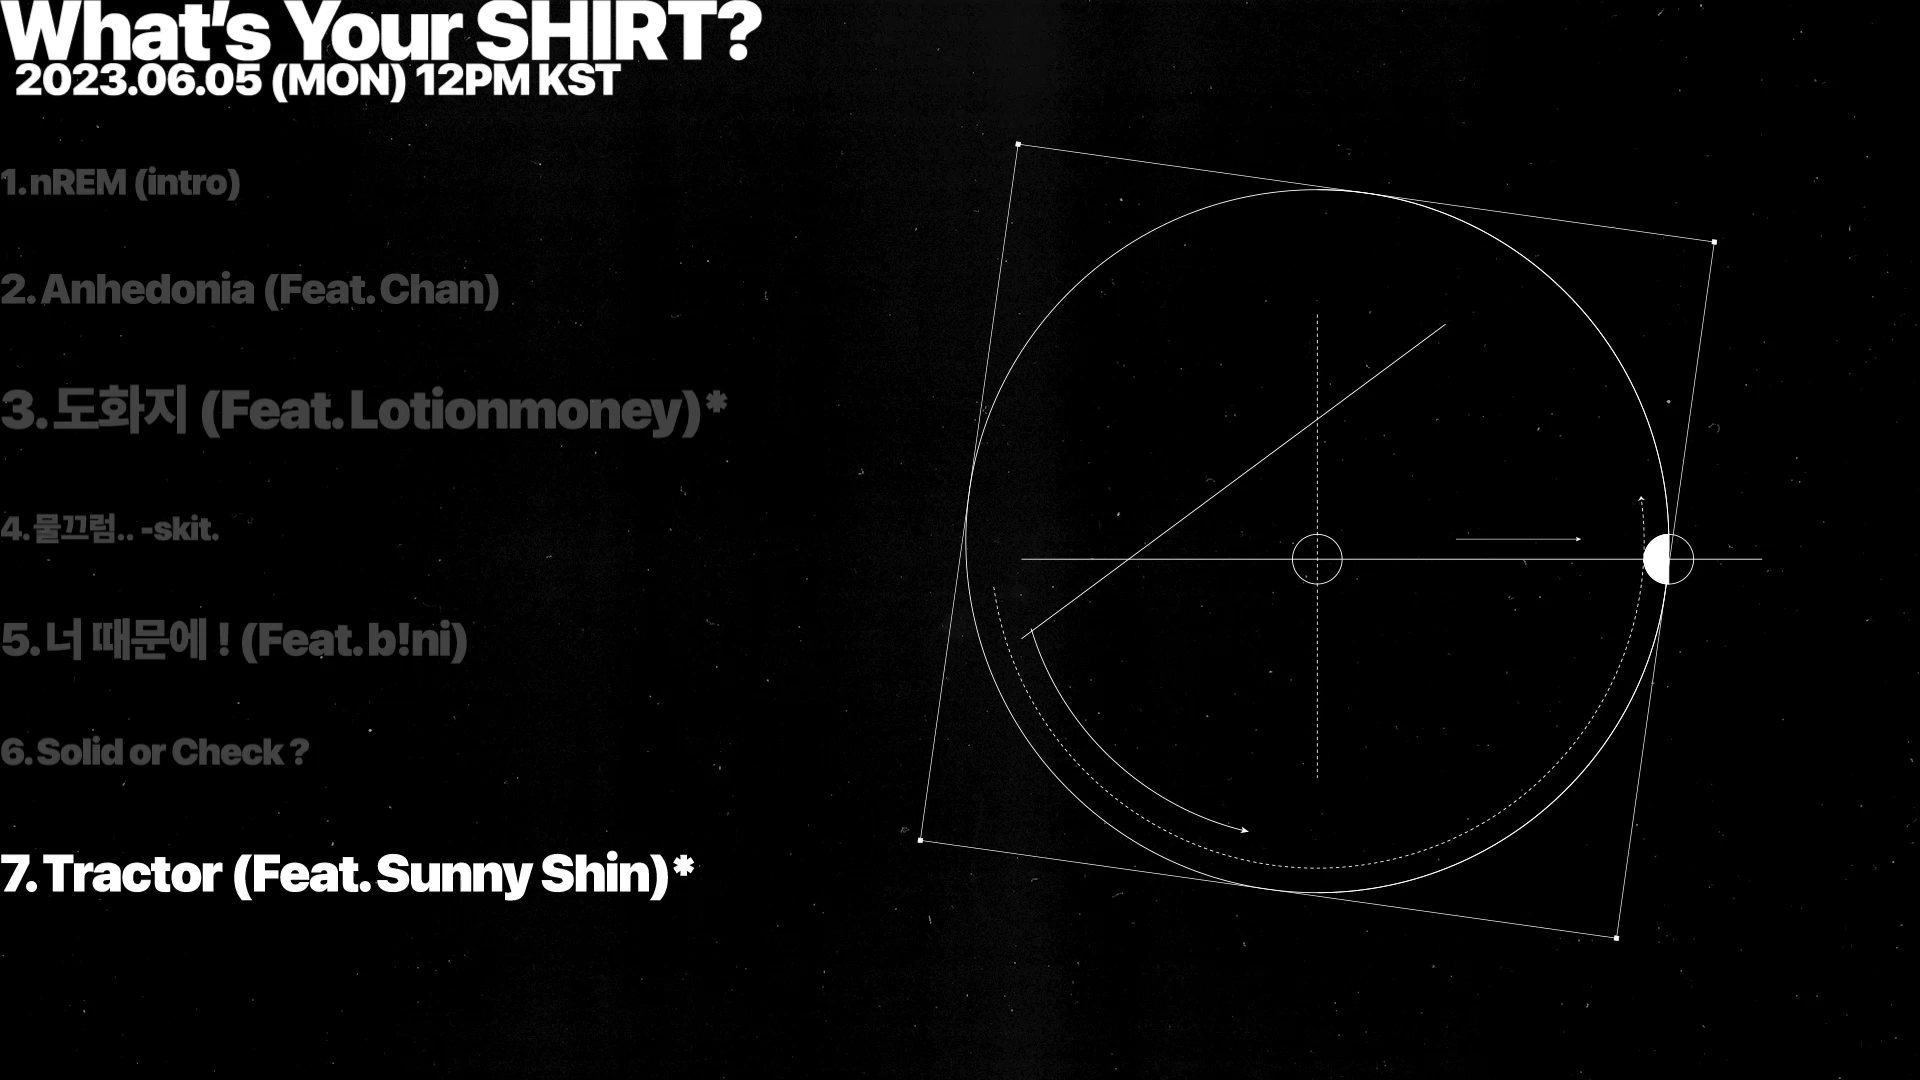 What's Your SHIRT?
2023.06.05 (MON) 12PM KST
1. nREM (intro)
2. Anhedonia (Feat. Chan)
3. 도화지 (Feat. Lotionmoney)*
4. 물끄럼.. -skit.
5. 너 때문에 ! (Feat. b!ni)
6. Solid or Check ?
7. Tractor (Feat. Sunny Shin)*